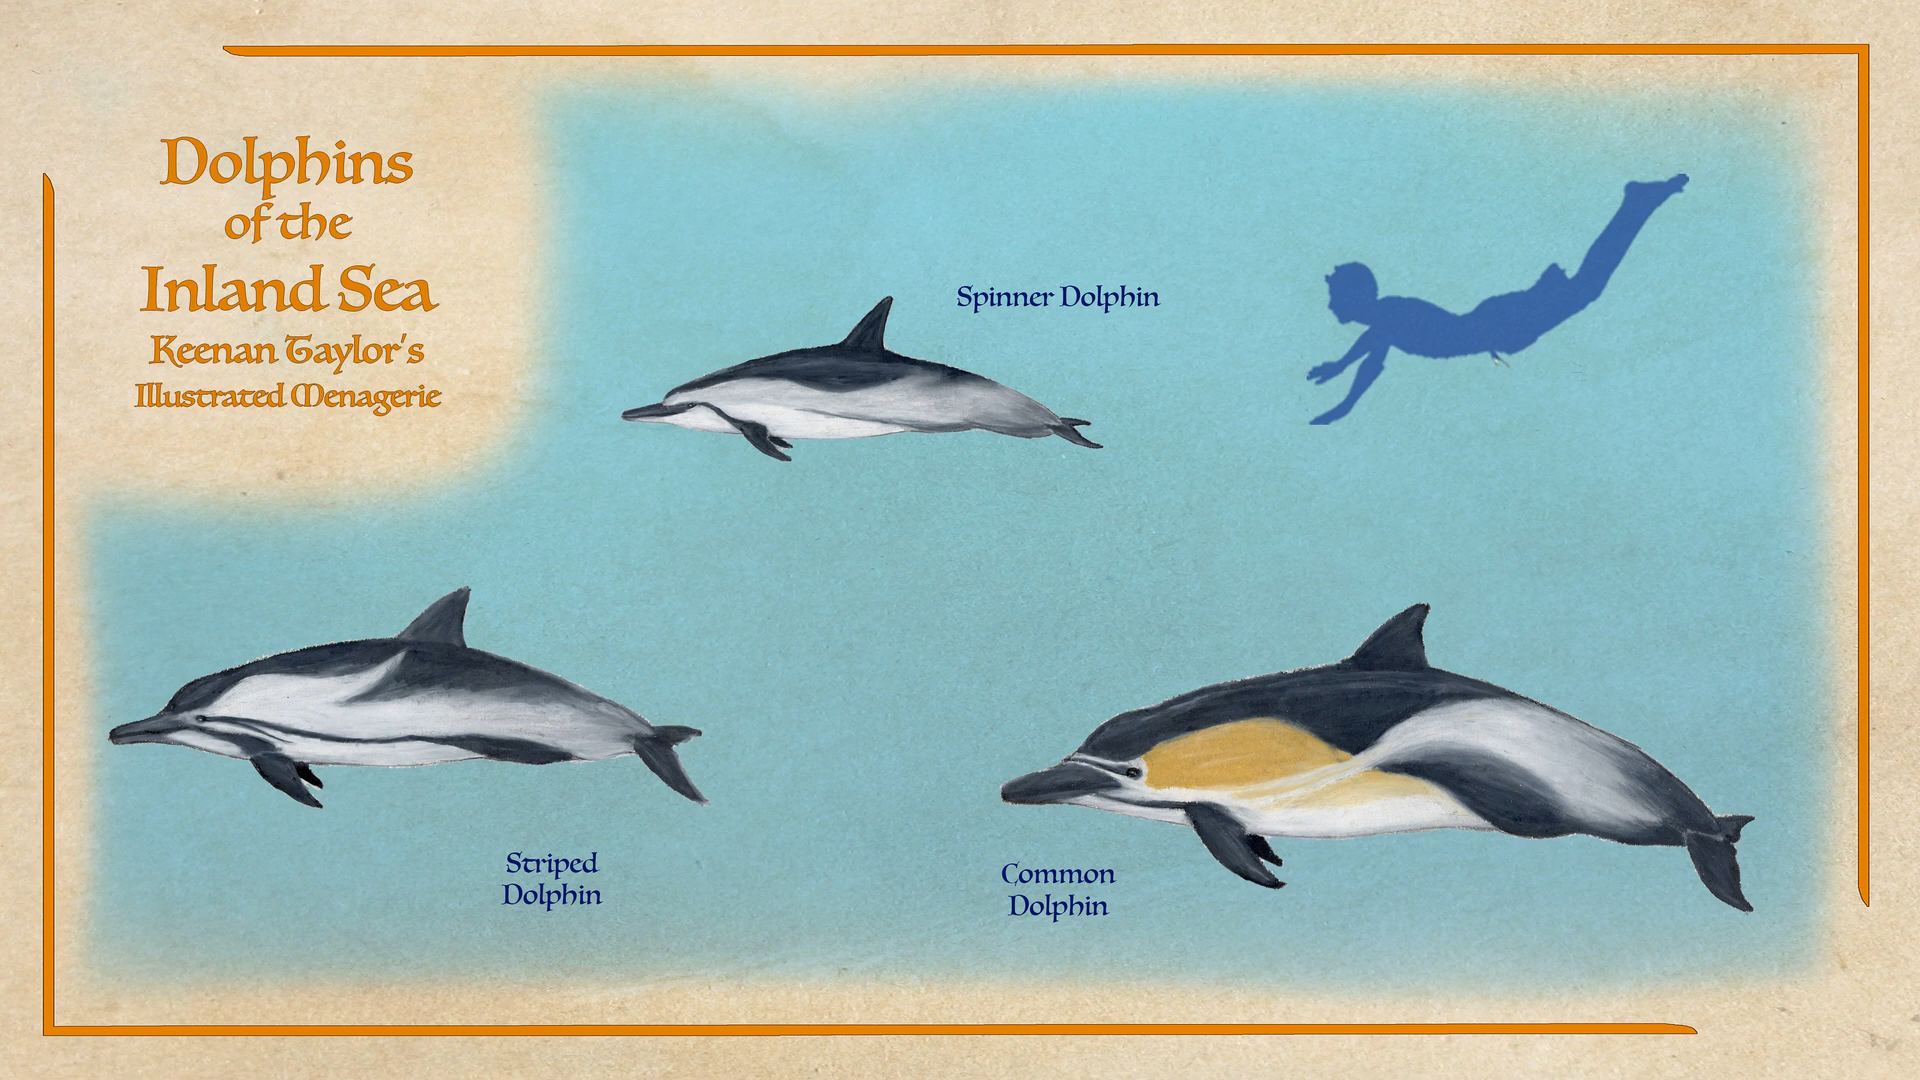 Dolphins
of the
Inland Sea
Keenan Taylor's
Illustrated Menagerie
Spinner Dolphin
Striped
Dolphin
Common
Dolphin